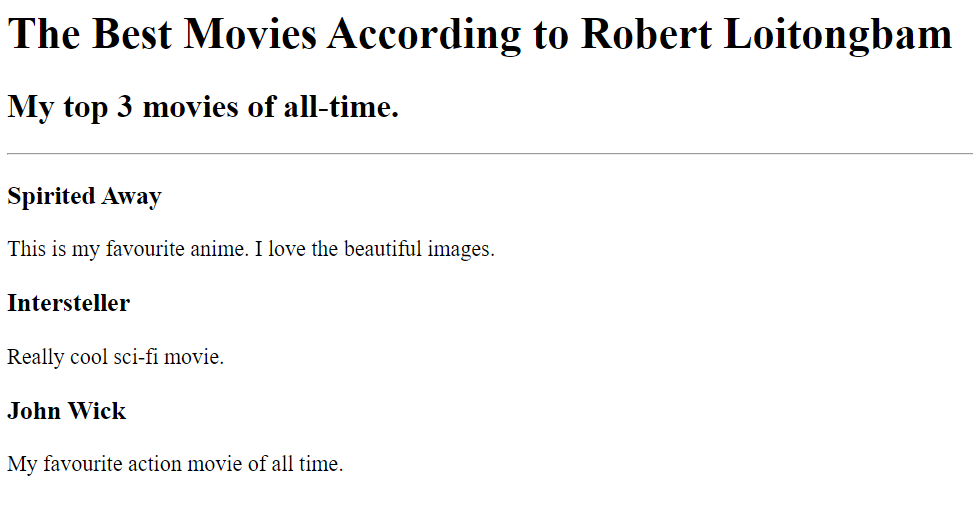 The Best Movies According to Robert Loitongbam
My top 3 movies of all-time.
Spirited Away
This is my favourite anime. I love the beautiful images.
Intersteller
Really cool sci-fi movie.
John Wick
My favourite action movie of all time.